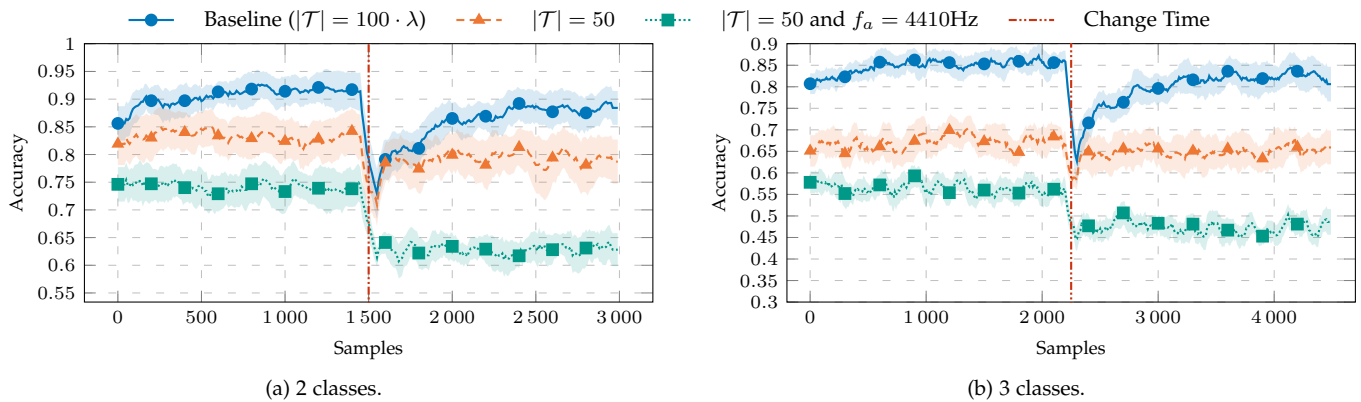 Baseline (|𝒯| = 100 · λ) |𝒯| = 50 |𝒯| = 50 and fₐ = 4410Hz Change Time
1
0.95
0.9
0.85
0.8
0.75
0.7
0.65
0.6
0.55
Accuracy
0 500 1 000 1 500 2 000 2 500 3 000
Samples
(a) 2 classes.
0.9
0.85
0.8
0.75
0.7
0.65
0.6
0.55
0.5
0.45
0.4
0.35
0.3
Accuracy
0 1 000 2 000 3 000 4 000
Samples
(b) 3 classes.